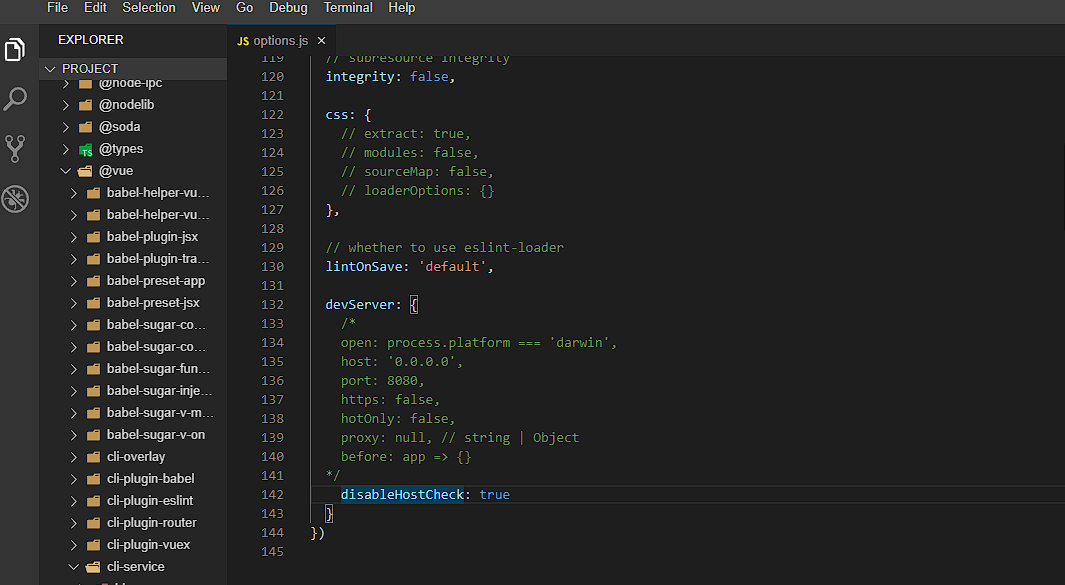 File Edit Selection View Go Debug Terminal Help
EXPLORER
JS options.js ×
PROJECT
@node-ipc
@nodelib
@soda
TS @types
@vue
babel-helper-vu...
babel-helper-vu...
babel-plugin-jsx
babel-plugin-tra...
babel-preset-app
babel-preset-jsx
babel-sugar-co...
babel-sugar-co...
babel-sugar-fun...
babel-sugar-inje...
babel-sugar-v-m...
babel-sugar-v-on
cli-overlay
cli-plugin-babel
cli-plugin-eslint
cli-plugin-router
cli-plugin-vuex
cli-service
119 // subresource integrity
120 integrity: false,
121
122 css: {
123 // extract: true,
124 // modules: false,
125 // sourceMap: false,
126 // loaderOptions: {}
127 },
128
129 // whether to use eslint-loader
130 lintOnSave: 'default',
131
132 devServer: {
133 /*
134 open: process.platform === 'darwin',
135 host: '0.0.0.0',
136 port: 8080,
137 https: false,
138 hotOnly: false,
139 proxy: null, // string | Object
140 before: app => {}
141 */
142 disableHostCheck: true
143 }
144 })
145